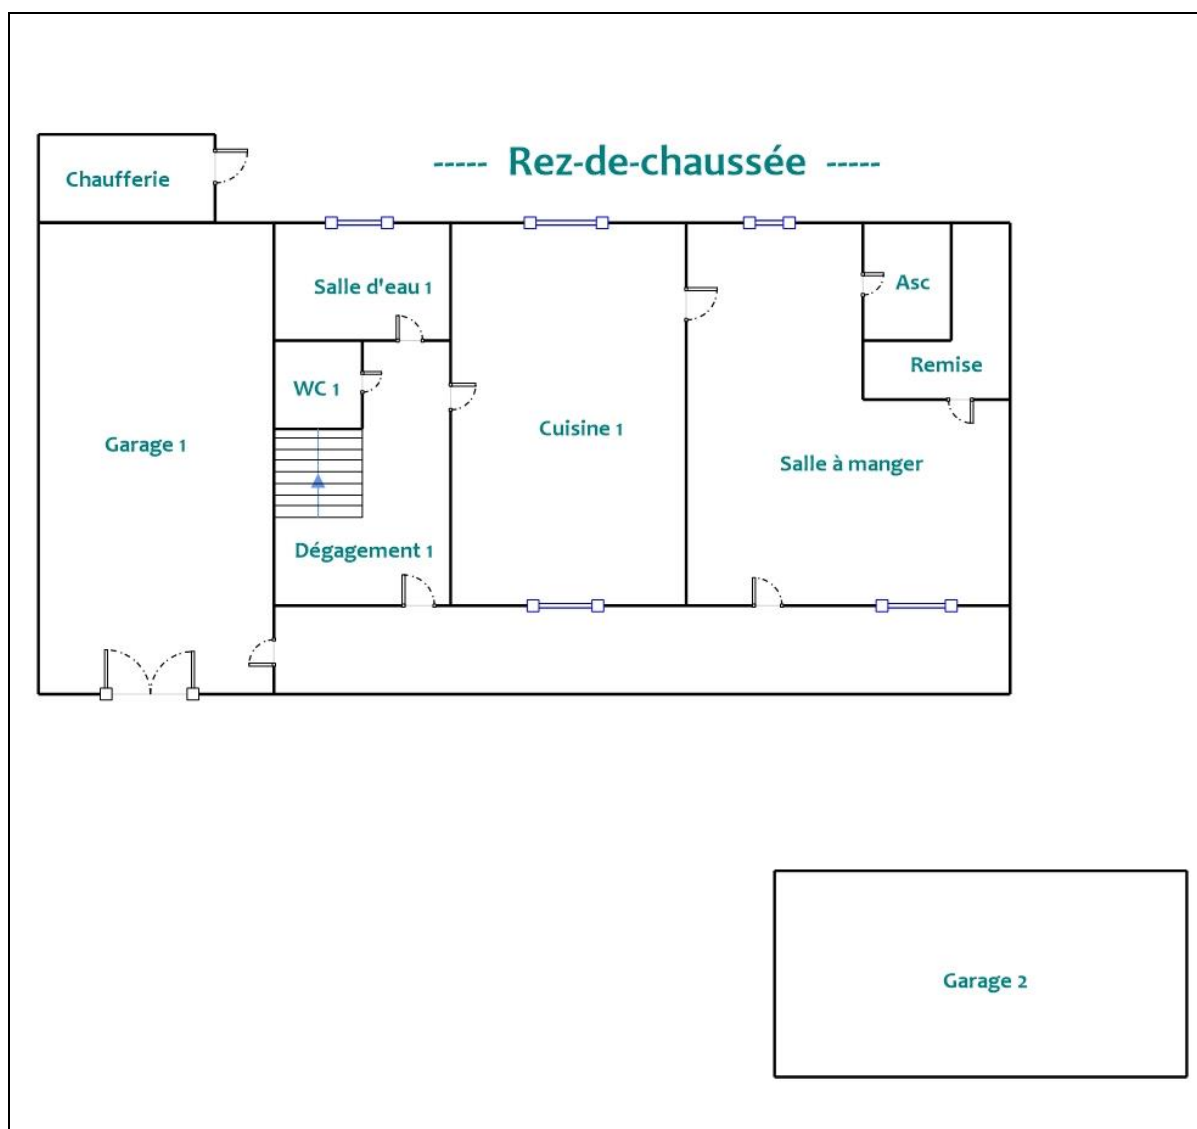 ----- Rez-de-chaussée -----
Chaufferie
Salle d'eau 1
Asc
Remise
WC 1
Cuisine 1
Garage 1
Salle à manger
Dégagement 1
Garage 2